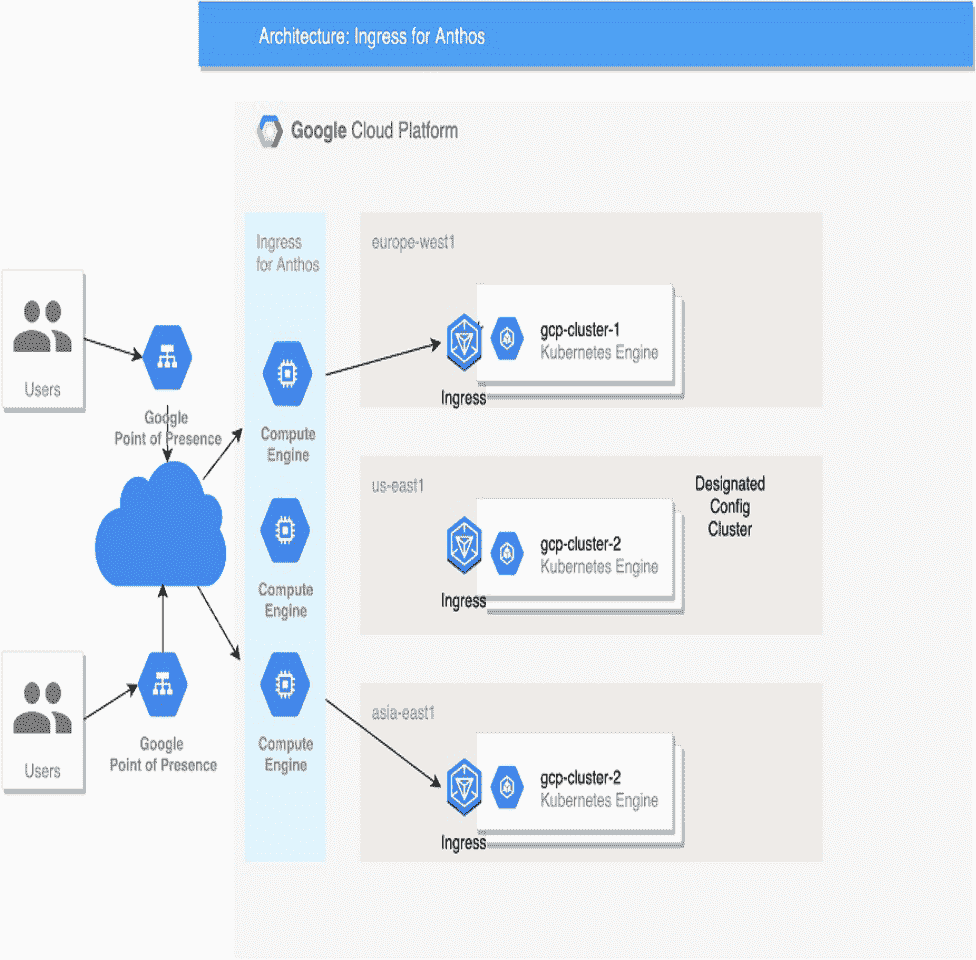 Architecture: Ingress for Anthos
Google Cloud Platform
Ingress
for Anthos
europe-west1
gcp-cluster-1
Kubernetes Engine
Ingress
Users
Google
Point of Presence
Compute
Engine
us-east1
Designated
Config
Cluster
gcp-cluster-2
Kubernetes Engine
Ingress
Compute
Engine
Users
Google
Point of Presence
Compute
Engine
asia-east1
gcp-cluster-2
Kubernetes Engine
Ingress